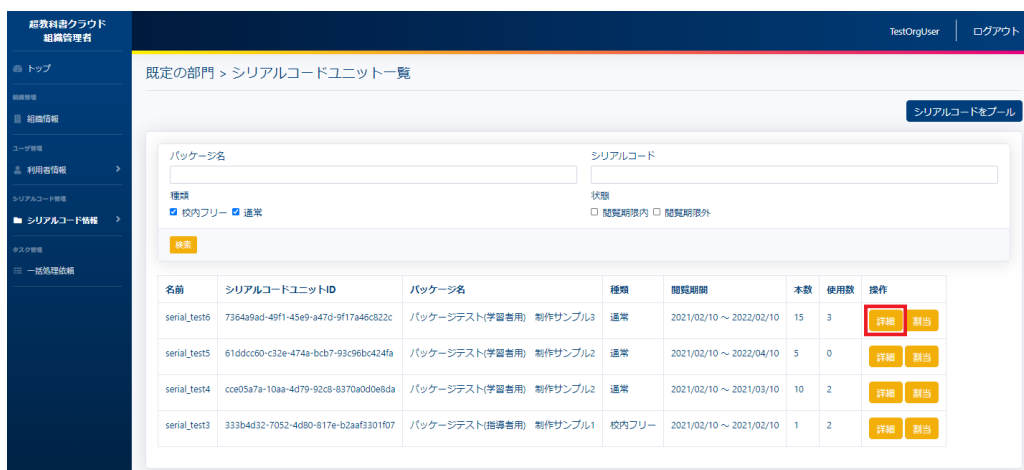 超教科書クラウド
組織管理者
TestOrgUser
ログアウト
トップ
組織管理
組織情報
ユーザ管理
利用者情報
シリアルコード管理
シリアルコード情報
タスク管理
一括処理依頼
既定の部門 > シリアルコードユニット一覧
シリアルコードをプール
パッケージ名
シリアルコード
種類
校内フリー 通常
状態
閲覧期限内 閲覧期限外
検索
名前 シリアルコードユニットID パッケージ名 種類 閲覧期間 本数 使用数 操作
serial_test6 7364a9ad-49f1-45e9-a47d-9f17a46c822c パッケージテスト(学習者用) 制作サンプル3 通常 2021/02/10 ～ 2022/02/10 15 3 詳細 割当
serial_test5 61ddcc60-c32e-474a-bcb7-93c96bc424fa パッケージテスト(学習者用) 制作サンプル2 通常 2021/02/10 ～ 2022/04/10 5 0 詳細 割当
serial_test4 cce05a7a-10aa-4d79-92c8-8370a0d0e8da パッケージテスト(学習者用) 制作サンプル2 通常 2021/02/10 ～ 2021/03/10 10 2 詳細 割当
serial_test3 333b4d32-7052-4d80-817e-b2aaf3301f07 パッケージテスト(指導者用) 制作サンプル1 校内フリー 2021/02/10 ～ 2021/02/10 1 2 詳細 割当